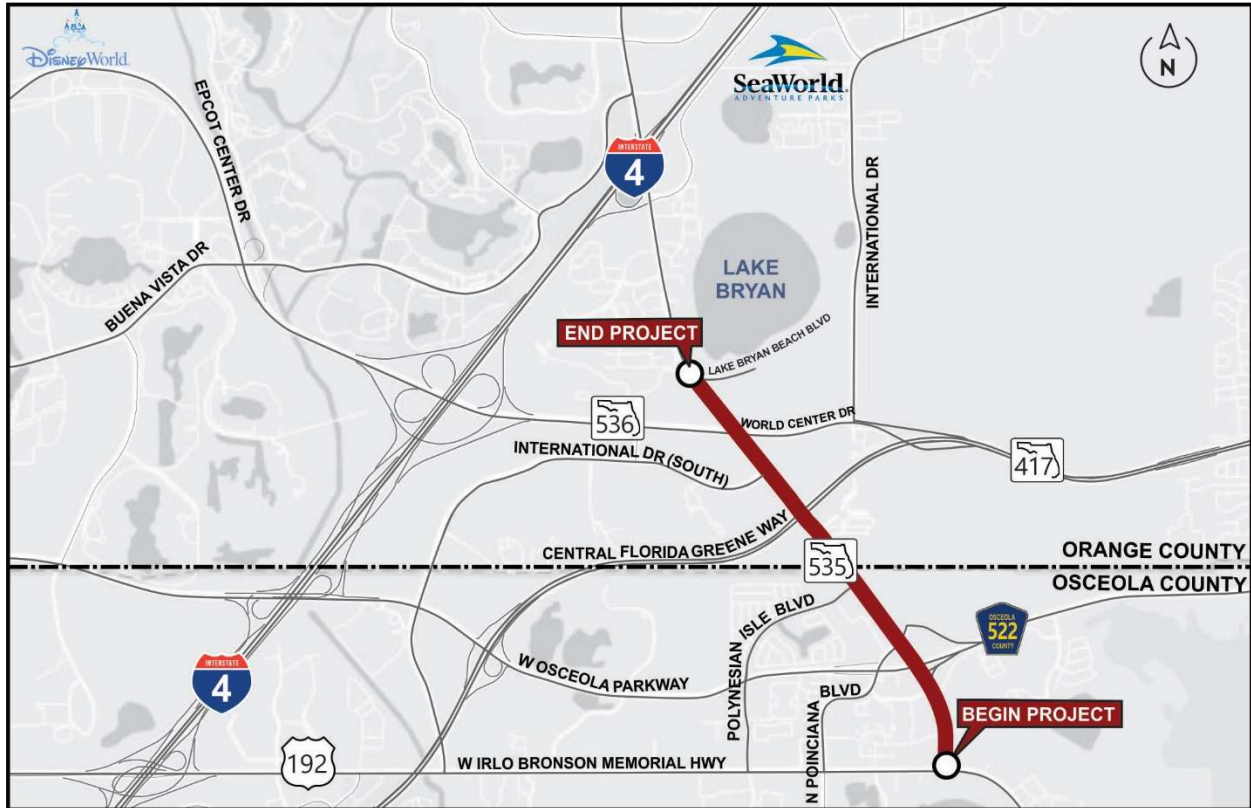 DISNEY World.
SeaWorld
ADVENTURE PARKS
N
EPCOT CENTER DR
INTERSTATE
4
INTERNATIONAL DR
BUENA VISTA DR
LAKE
BRYAN
END PROJECT
LAKE BRYAN BEACH BLVD
536
WORLD CENTER DR
INTERNATIONAL DR (SOUTH)
417
CENTRAL FLORIDA GREENE WAY
535
ORANGE COUNTY
OSCEOLA COUNTY
POLYNESIAN ISLE BLVD
OSCEOLA
522
COUNTY
W OSCEOLA PARKWAY
INTERSTATE
4
N POINCIANA BLVD
BEGIN PROJECT
192
W IRLO BRONSON MEMORIAL HWY